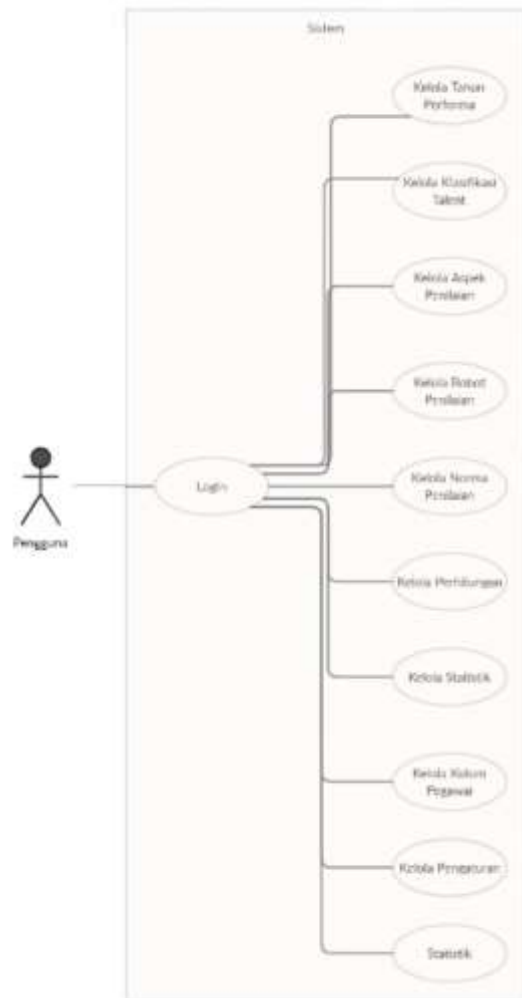 Sistem
Kelola Tahun
Performa
Kelola Klasifikasi
Talent
Kelola Aspek
Penilaian
Kelola Bobot
Penilaian
Login
Kelola Norma
Penilaian
Pengguna
Kelola Perhitungan
Kelola Statistik
Kelola Kolom
Pegawai
Kelola Pengaturan
Statistik